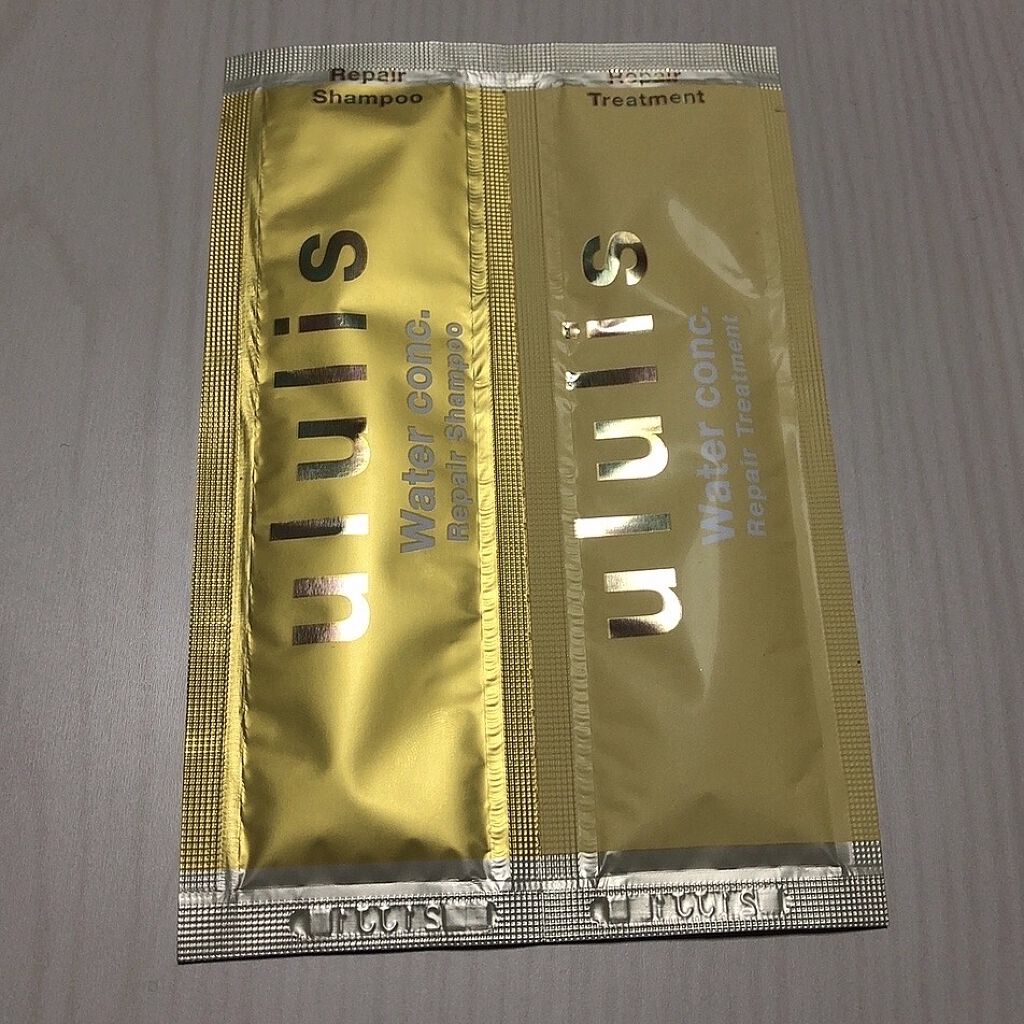 Repair
Shampoo
ululis
Water conc.
Repair Shampoo
Repair
Treatment
ululis
Water conc.
Repair Treatment